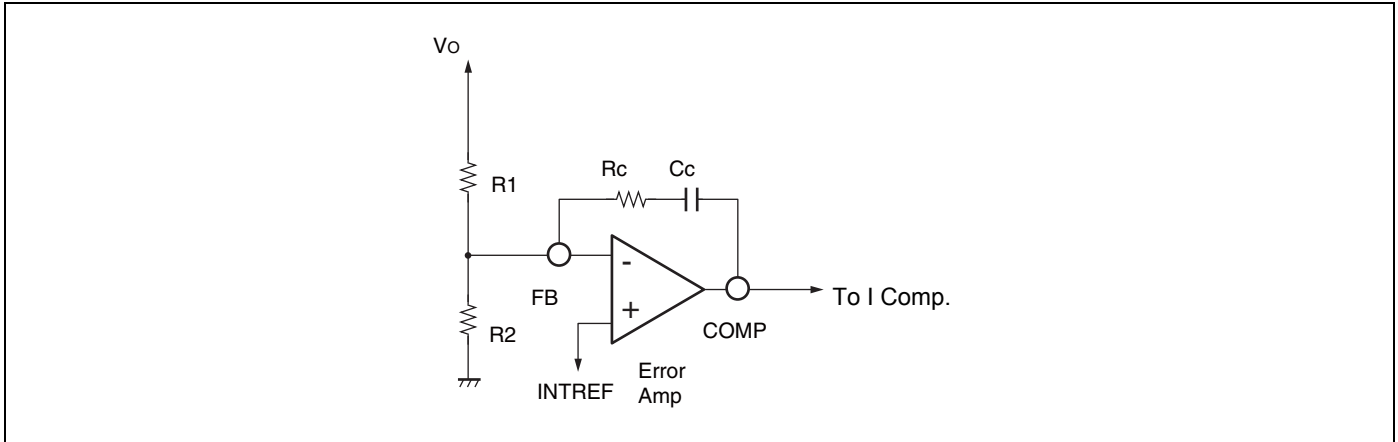 Vo
R1
Rc
Cc
-
FB
+
R2
COMP
To I Comp.
INTREF
Error
Amp